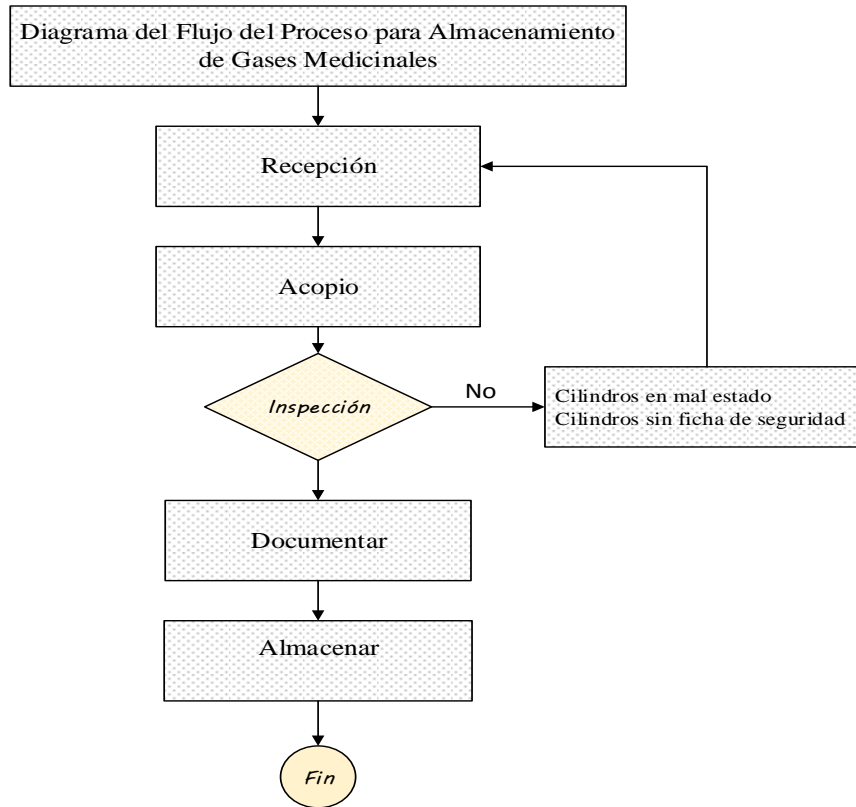 Diagrama del Flujo del Proceso para Almacenamiento
de Gases Medicinales
Recepción
Acopio
Inspección
No
Cilindros en mal estado
Cilindros sin ficha de seguridad
Documentar
Almacenar
Fin